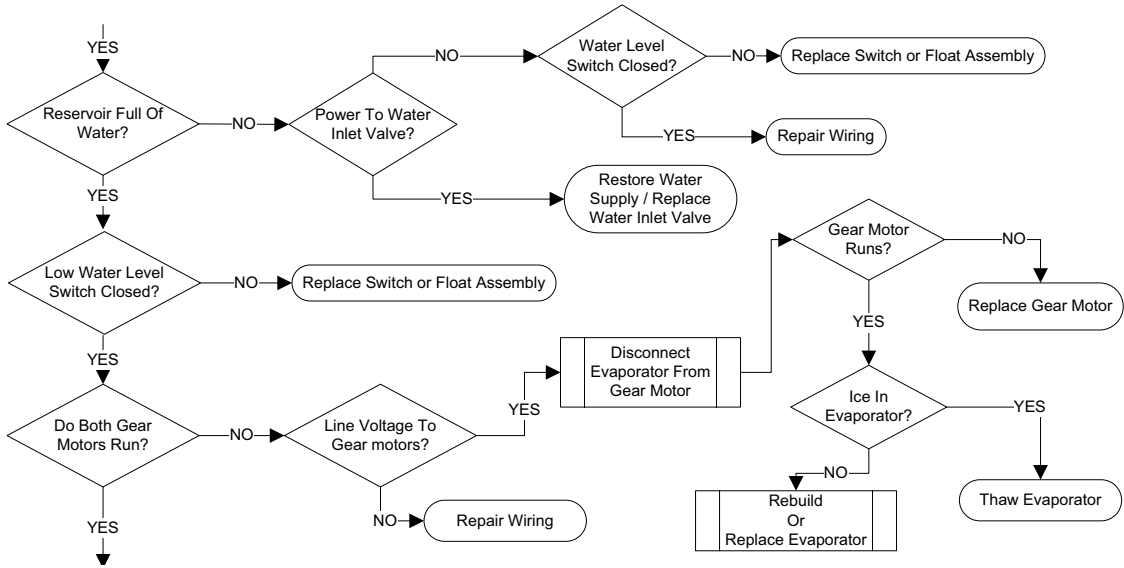 YES
Reservoir Full Of
Water?
NO
Power To Water
Inlet Valve?
NO
Water Level
Switch Closed?
NO
Replace Switch or Float Assembly
YES
Repair Wiring
YES
Restore Water
Supply / Replace
Water Inlet Valve
YES
Low Water Level
Switch Closed?
NO
Replace Switch or Float Assembly
YES
Do Both Gear
Motors Run?
NO
Line Voltage To
Gear motors?
YES
Disconnect
Evaporator From
Gear Motor
Gear Motor
Runs?
NO
Replace Gear Motor
YES
Ice In
Evaporator?
YES
Thaw Evaporator
NO
Rebuild
Or
Replace Evaporator
NO
Repair Wiring
YES